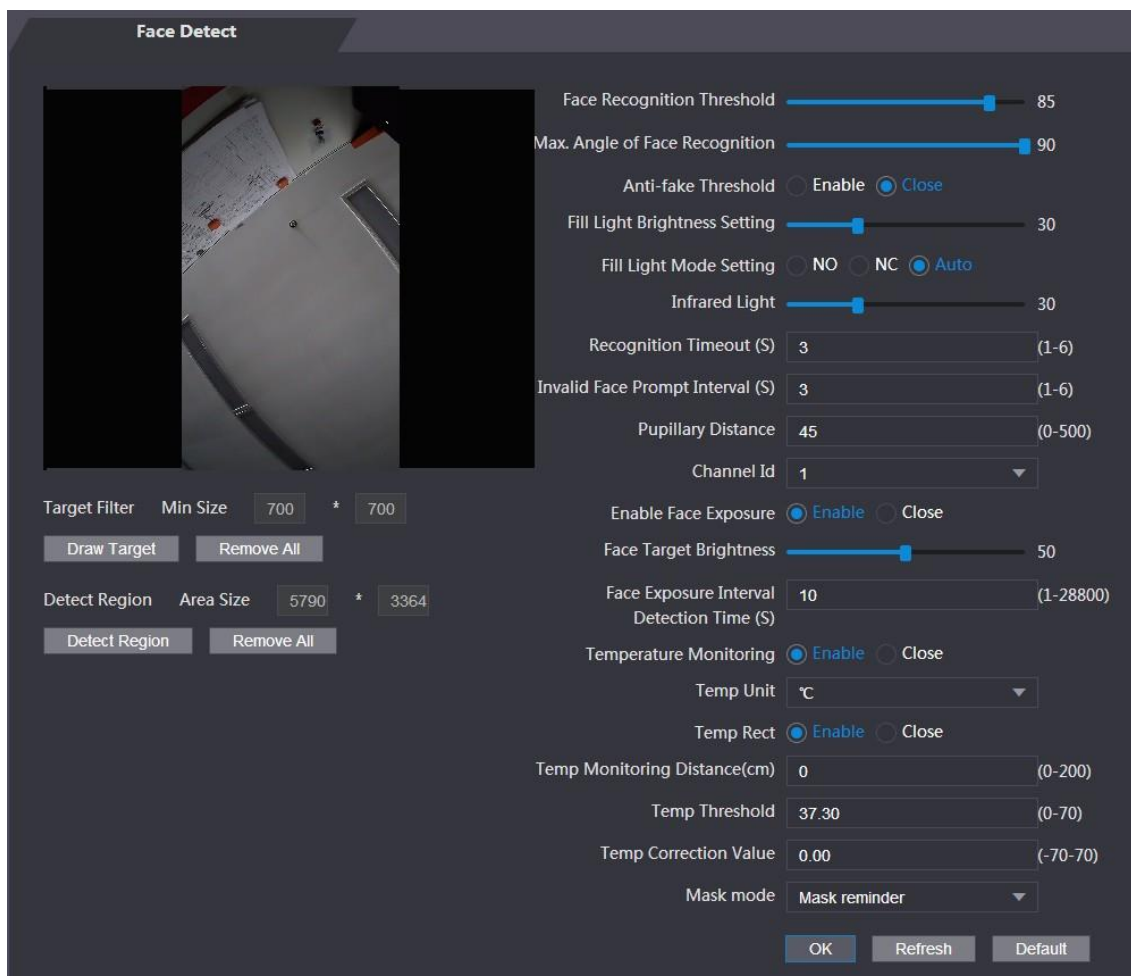 Face Detect
Face Recognition Threshold 85
Max. Angle of Face Recognition 90
Anti-fake Threshold Enable Close
Fill Light Brightness Setting 30
Fill Light Mode Setting NO NC Auto
Infrared Light 30
Recognition Timeout (S) 3 (1-6)
Invalid Face Prompt Interval (S) 3 (1-6)
Pupillary Distance 45 (0-500)
Channel Id 1
Target Filter Min Size 700 * 700
Enable Face Exposure Enable Close
Draw Target Remove All
Face Target Brightness 50
Detect Region Area Size 5790 * 3364
Face Exposure Interval 10 (1-28800)
Detection Time (S)
Detect Region Remove All
Temperature Monitoring Enable Close
Temp Unit ℃
Temp Rect Enable Close
Temp Monitoring Distance(cm) 0 (0-200)
Temp Threshold 37.30 (0-70)
Temp Correction Value 0.00 (-70-70)
Mask mode Mask reminder
OK Refresh Default